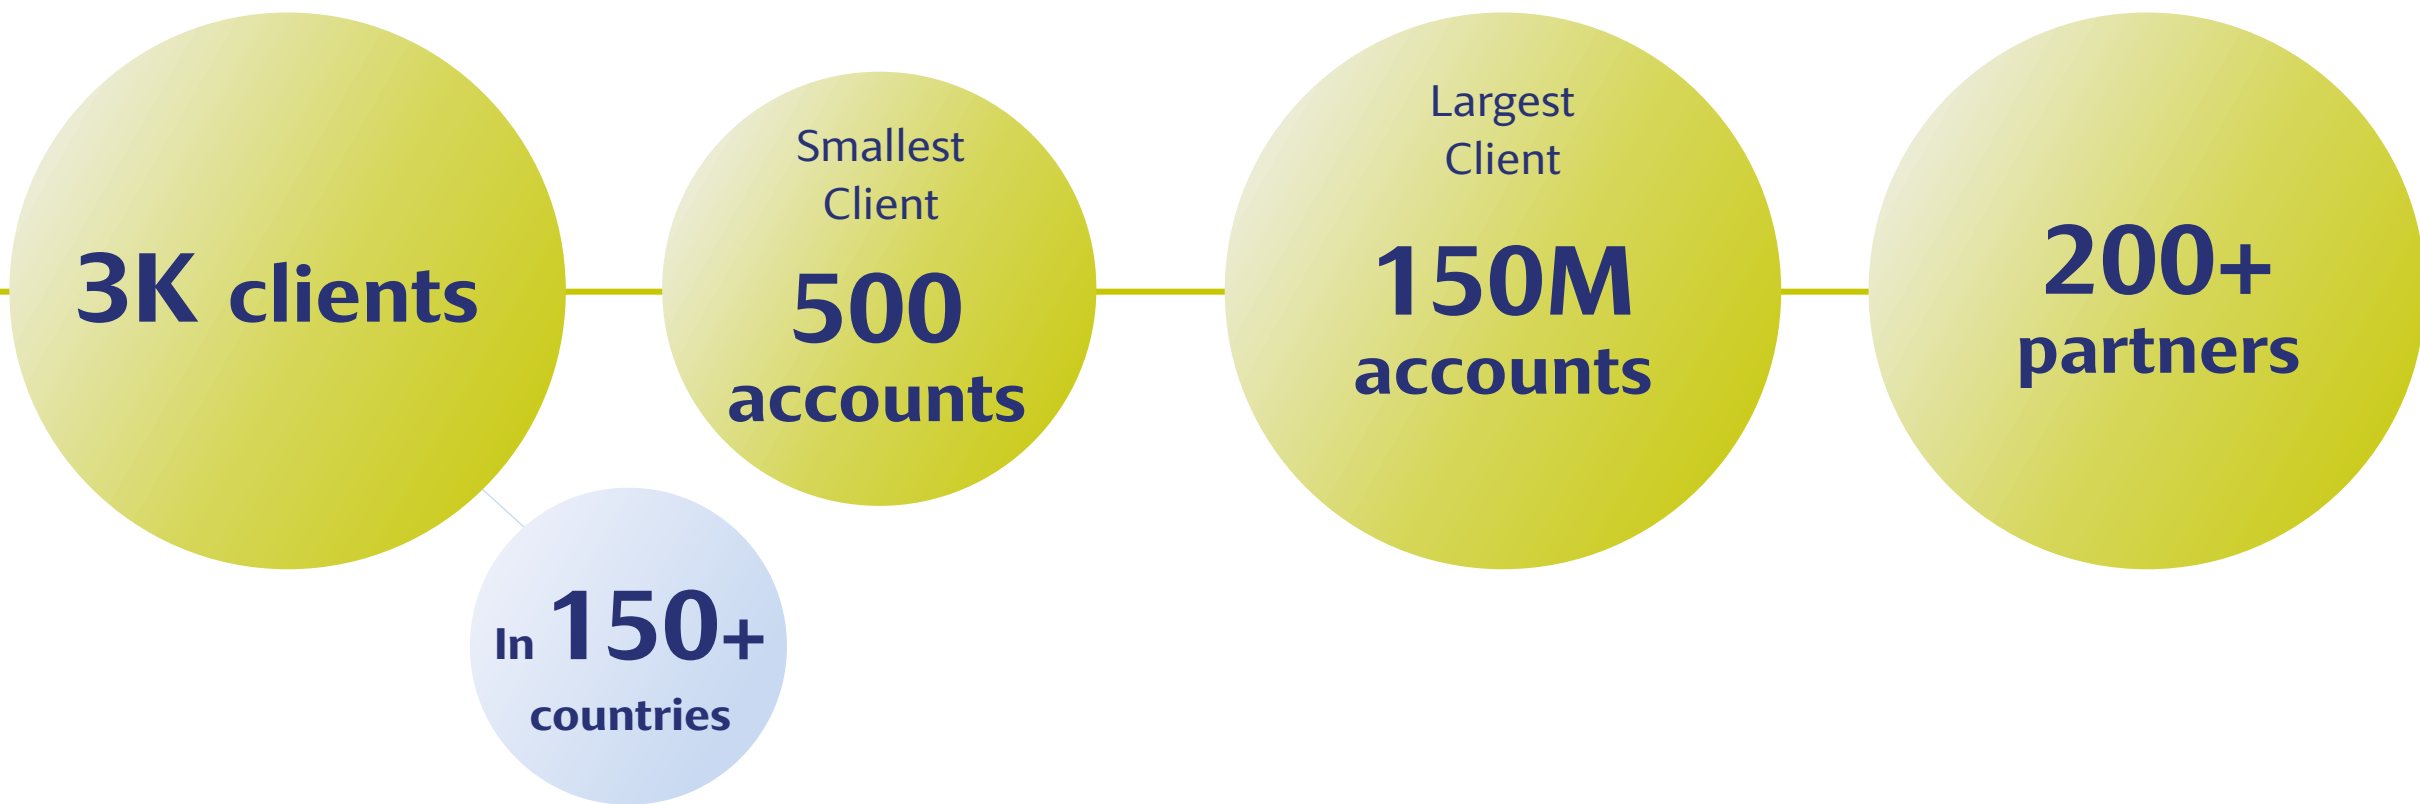 3K clients
In 150+
countries
Smallest
Client
500
accounts
Largest
Client
150M
accounts
200+
partners